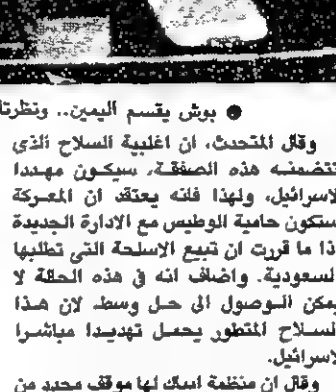 ● بوش يقسم اليمين.. ونظرتا
وقال المتحدث، ان اغلبية السلاح الذي
تتضمنه هذه الصفقة، سيكون مهددا
لاسرائيل، ولهذا فانه يعتقد ان المعركة
ستكون حامية الوطيس مع الادارة الجديدة
اذا ما قررت ان تبيع الاسلحة التي تطلبها
السعودية. واضاف انه في هذه الحالة لا
يمكن الوصول الى حل وسط لان هذا
السلاح المتطور يحمل تهديدا مباشرا
لاسرائيل.
وقال ان منظمة ايباك لها موقف محدد من